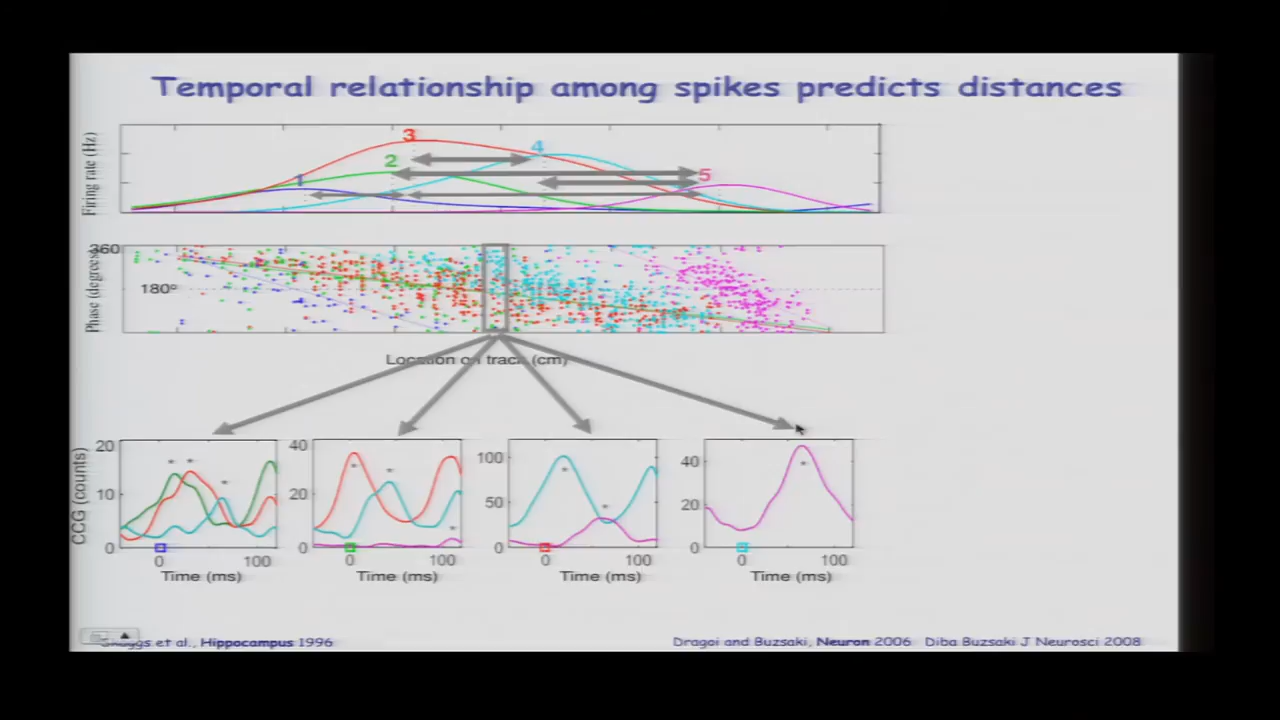 Temporal relationship among spikes predicts distances
Firing rate (Hz)
1
2
3
4
5
Phase (degrees)
360
180°
Location on track (cm)
CCG (counts)
20
10
0
0
100
Time (ms)
40
20
0
100
Time (ms)
100
50
0
0
100
Time (ms)
40
20
0
0
100
Time (ms)
et al., Hippocampus 1996
Dragoi and Buzsaki, Neuron 2006 Diba Buzsaki J Neurosci 2008